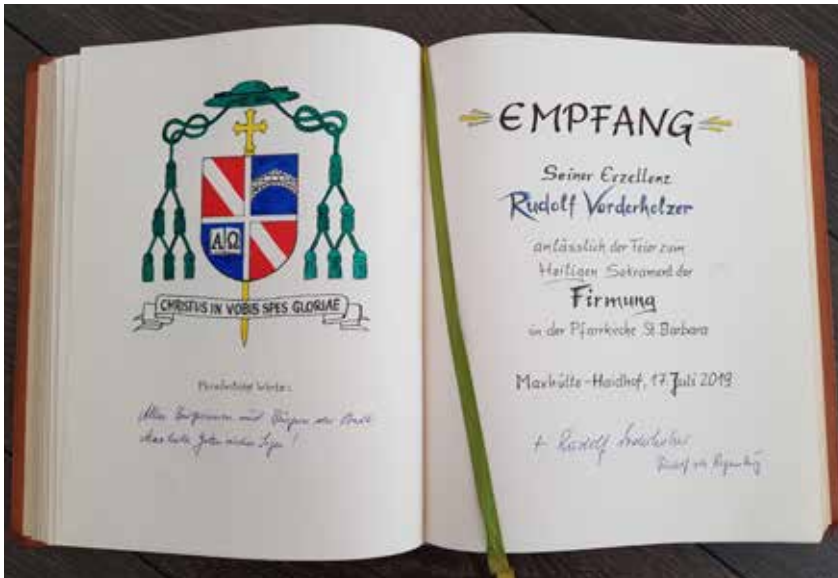 A Ω
CHRISTUS IN VOBIS SPES GLORIAE
Persönliche Worte:
Allen Bürgerinnen und Bürgern der Stadt
Maxhütte Gottes reichen Segen!
EMPFANG
Seiner Exzellenz
Rudolf Voderholzer
anlässlich der Feier zum
Heiligen Sakrament der
Firmung
in der Pfarrkirche St. Barbara
Maxhütte-Haidhof, 17. Juli 2019
+ Rudolf Voderholzer
Bischof von Regensburg